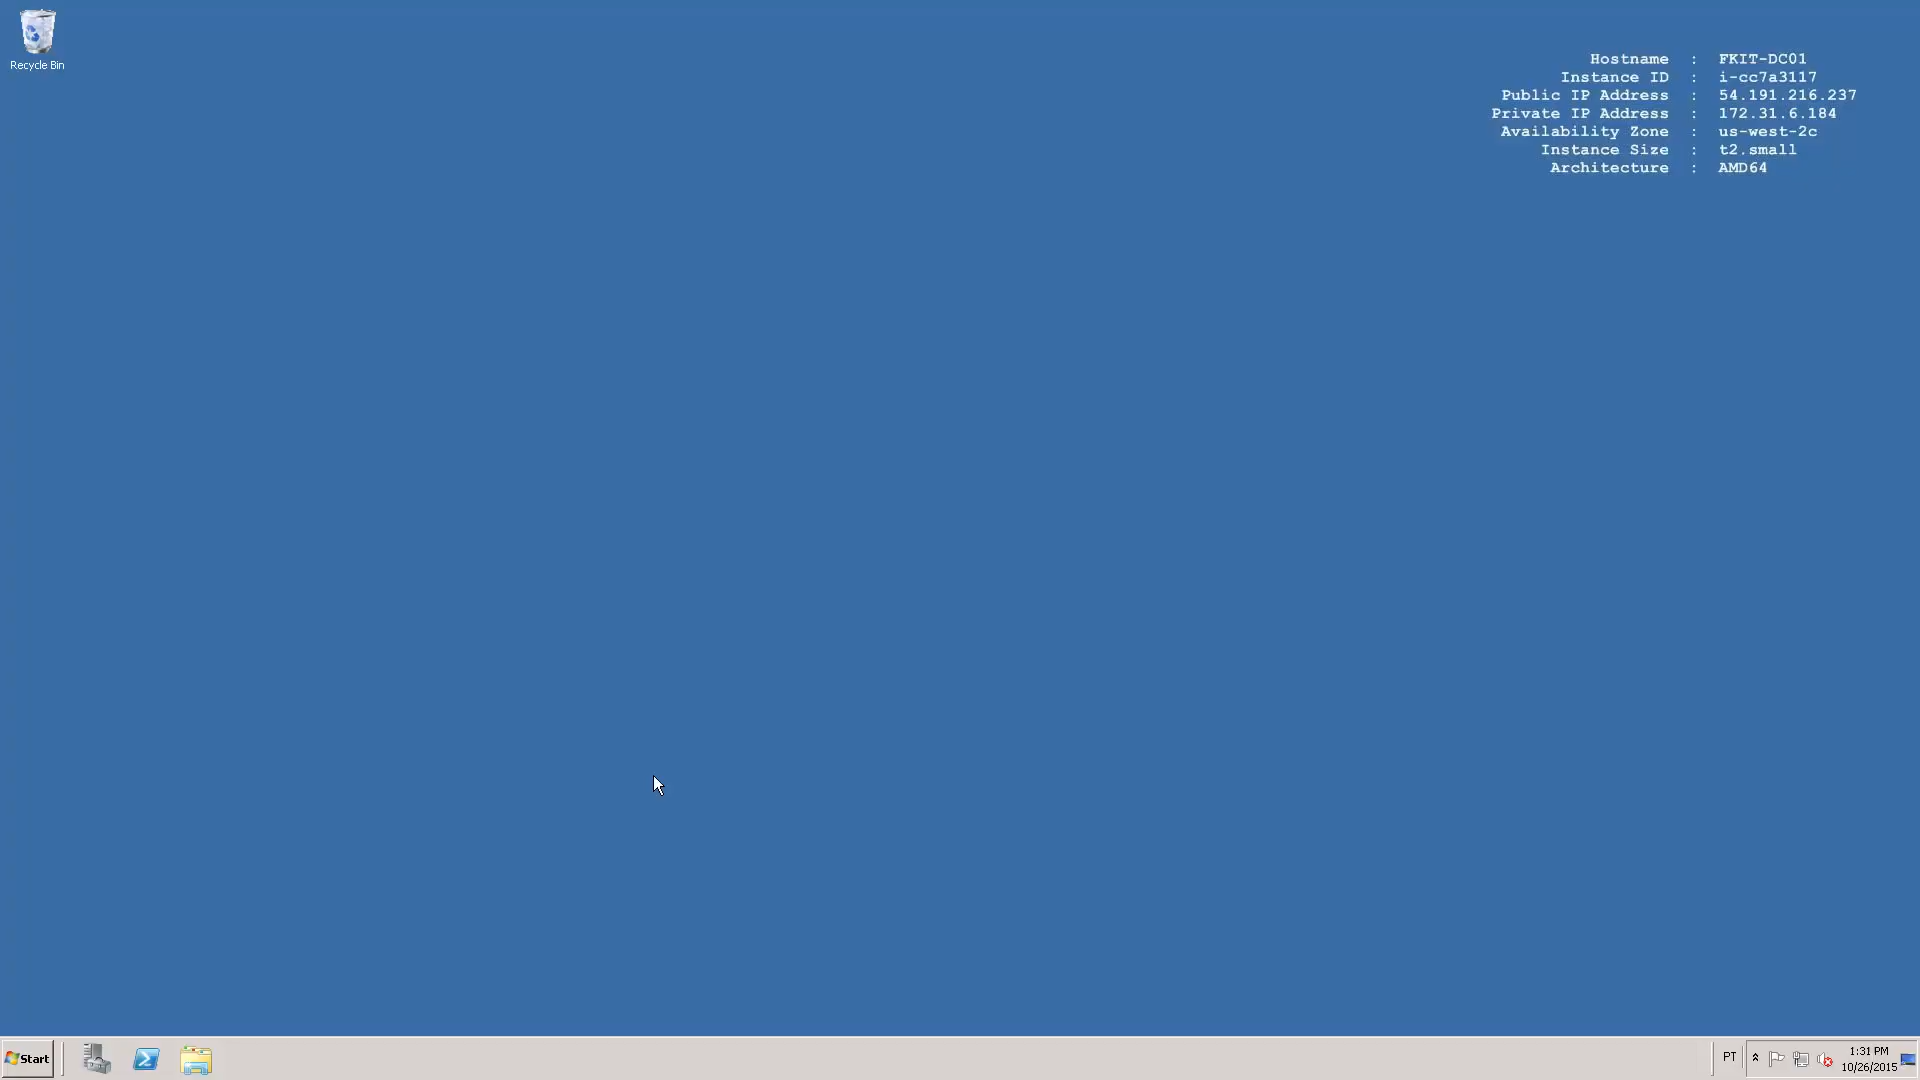 Recycle Bin
Hostname : FKIT-DC01
Instance ID : i-cc7a3117
Public IP Address : 54.191.216.237
Private IP Address : 172.31.6.184
Availability Zone : us-west-2c
Instance Size : t2.small
Architecture : AMD64
Start
PT
1:31 PM
10/26/2015